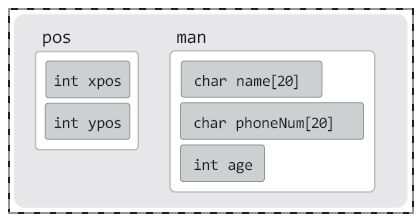 pos
int xpos
int ypos
man
char name[20]
char phoneNum[20]
int age